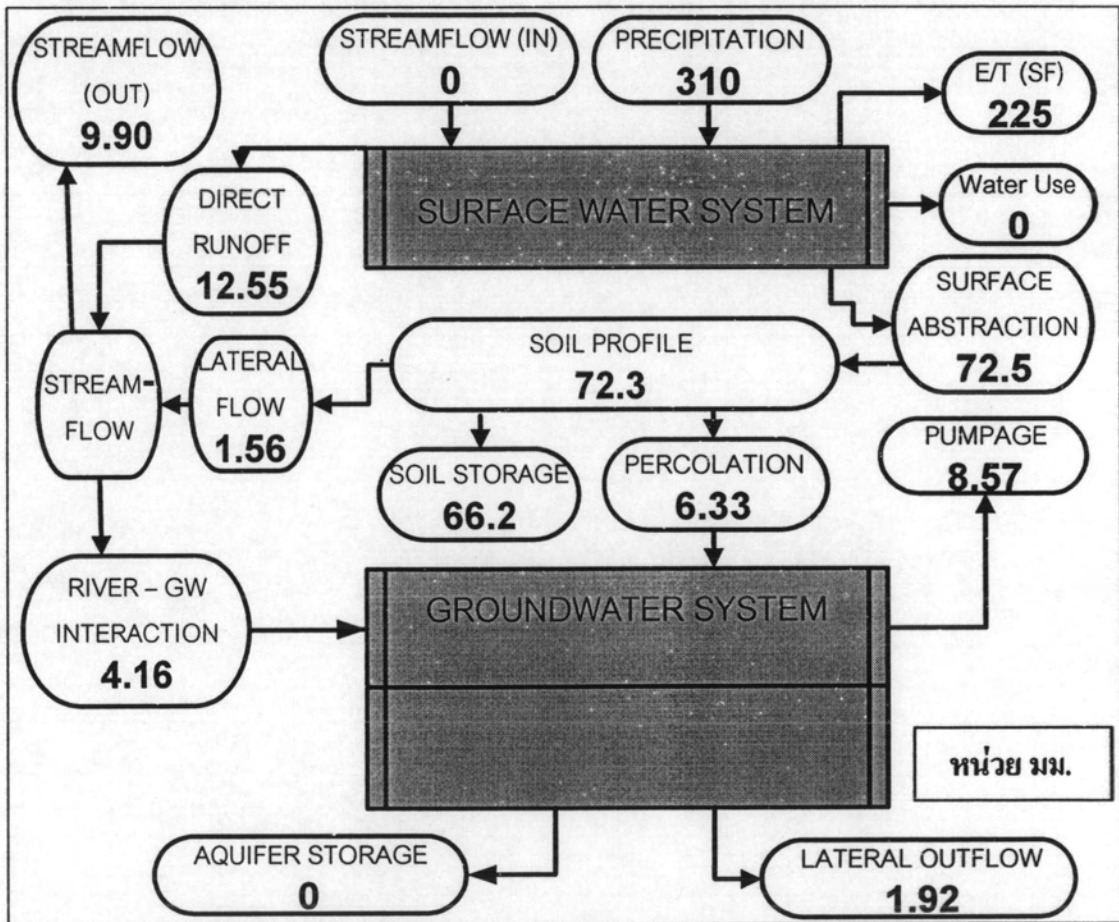 STREAMFLOW
(OUT)
9.90
STREAMFLOW (IN)
0
PRECIPITATION
310
E/T (SF)
225
DIRECT
RUNOFF
12.55
SURFACE WATER SYSTEM
Water Use
0
SURFACE
ABSTRACTION
72.5
SOIL PROFILE
72.3
STREAM-
FLOW
LATERAL
FLOW
1.56
SOIL STORAGE
66.2
PERCOLATION
6.33
PUMPAGE
8.57
RIVER – GW
INTERACTION
4.16
GROUNDWATER SYSTEM
หน่วย มม.
AQUIFER STORAGE
0
LATERAL OUTFLOW
1.92